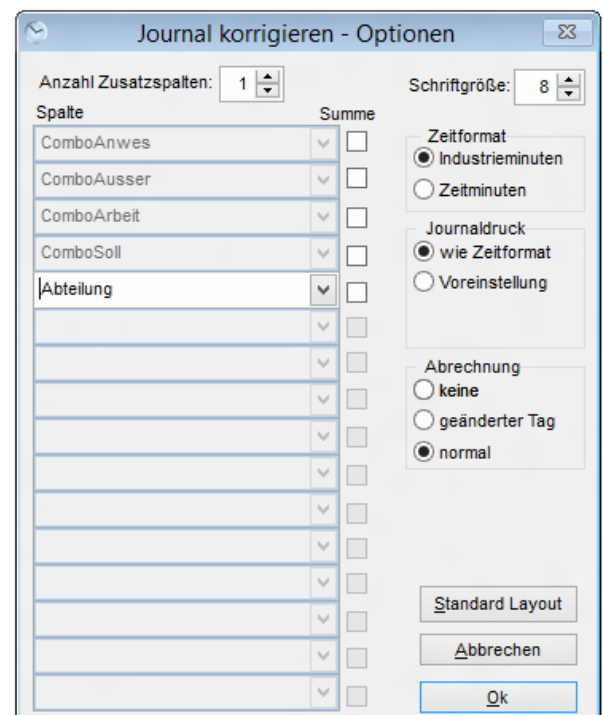 Journal korrigieren - Optionen
Anzahl Zusatzspalten: 1
Schriftgröße: 8
Spalte Summe
ComboAnwes
ComboAusser
ComboArbeit
ComboSoll
Abteilung
Zeitformat
Industrieminuten
Zeitminuten
Journaldruck
wie Zeitformat
Voreinstellung
Abrechnung
keine
geänderter Tag
normal
Standard Layout
Abbrechen
Ok